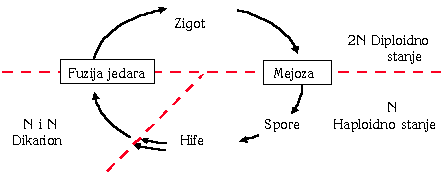 Zigot
2N Diploidno
stanje
Fuzija jedara
Mejoza
N
Haploidno stanje
N i N
Dikarion
Hife
Spore